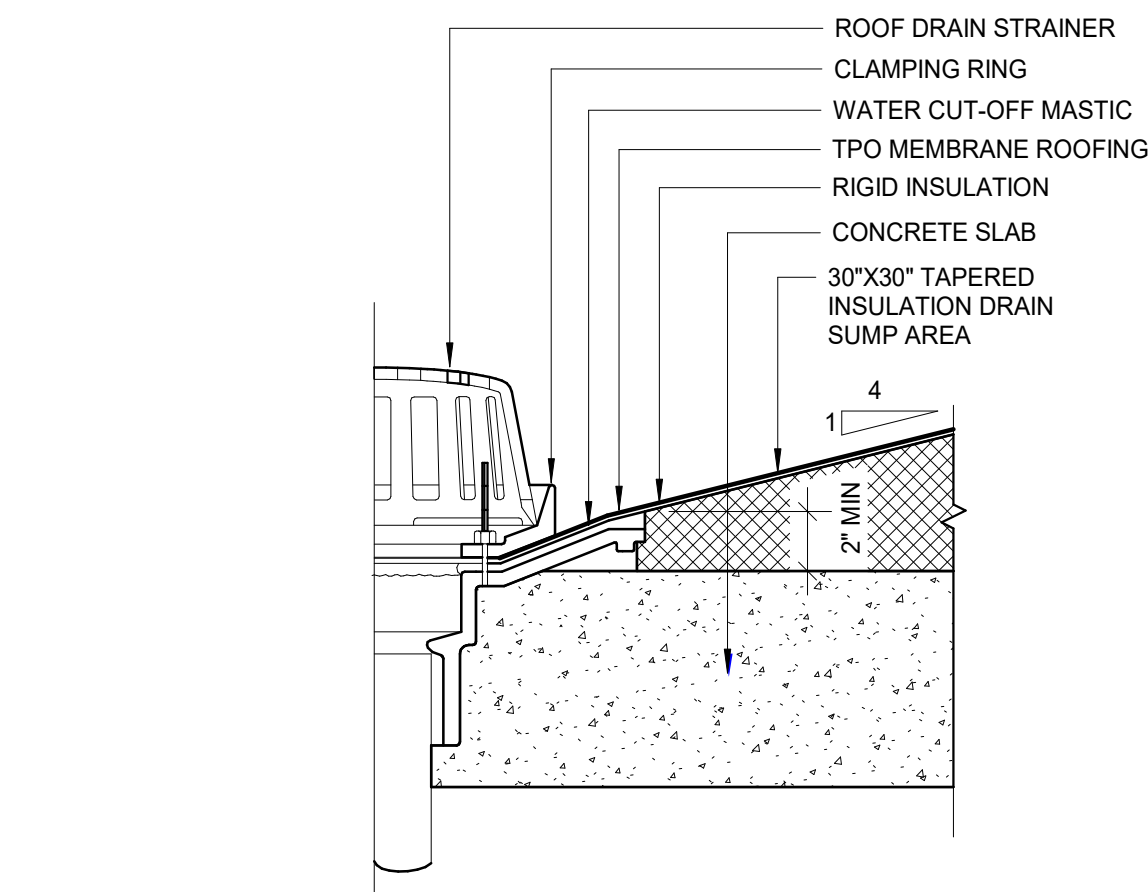 ROOF DRAIN STRAINER
CLAMPING RING
WATER CUT-OFF MASTIC
TPO MEMBRANE ROOFING
RIGID INSULATION
CONCRETE SLAB
30"X30" TAPERED
INSULATION DRAIN
SUMP AREA
4
1
2" MIN